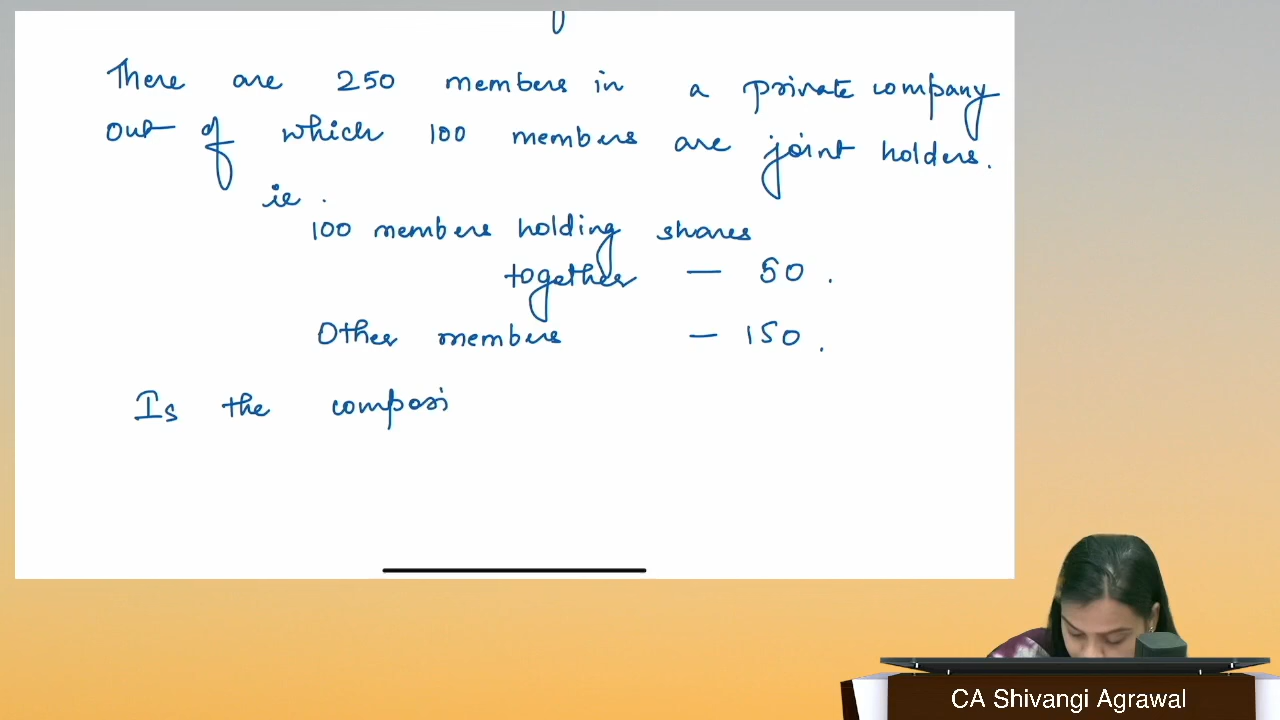 There are 250 members in a private company
out of which 100 members are joint holders.
ie.
100 members holding shares
together — 50.
Other members — 150.
Is the composi
CA Shivangi Agrawal